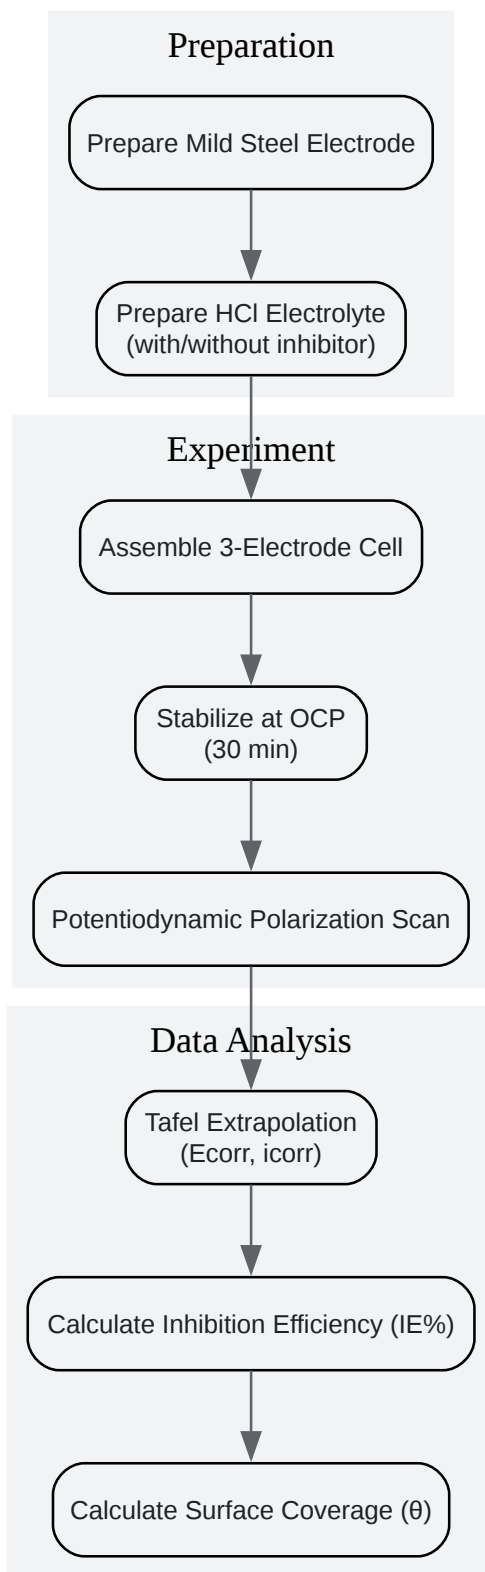 Preparation
Prepare Mild Steel Electrode
Prepare HCl Electrolyte
(with/without inhibitor)
Experiment
Assemble 3-Electrode Cell
Stabilize at OCP
(30 min)
Potentiodynamic Polarization Scan
Data Analysis
Tafel Extrapolation
(Ecorr, icorr)
Calculate Inhibition Efficiency (IE%)
Calculate Surface Coverage (θ)